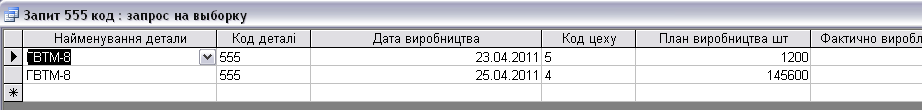 Запит 555 код : запрос на выборку
Найменування детали Код деталі Дата виробництва Код цеху План виробництва шт Фактично виробл
ГВТМ-8 555 23.04.2011 5 1200
ГВТМ-8 555 25.04.2011 4 145600